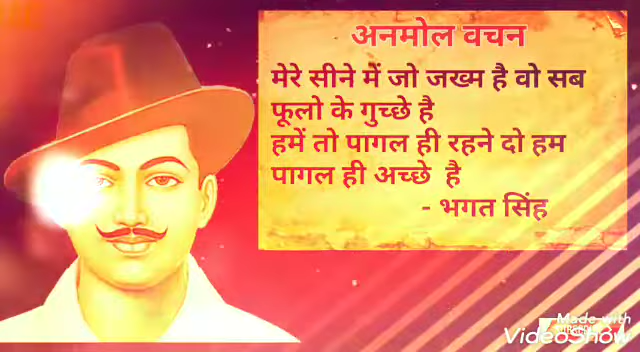 अनमोल वचन
मेरे सीने में जो जख्म है वो सब
फूलो के गुच्छे है
हमें तो पागल ही रहने दो हम
पागल ही अच्छे है
- भगत सिंह
Made with
VideoShow